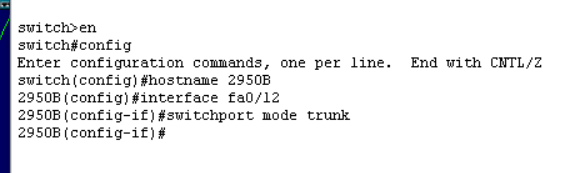 switch>en
switch#config
Enter configuration commands, one per line.  End with CNTL/Z
switch(config)#hostname 2950B
2950B(config)#interface fa0/12
2950B(config-if)#switchport mode trunk
2950B(config-if)#